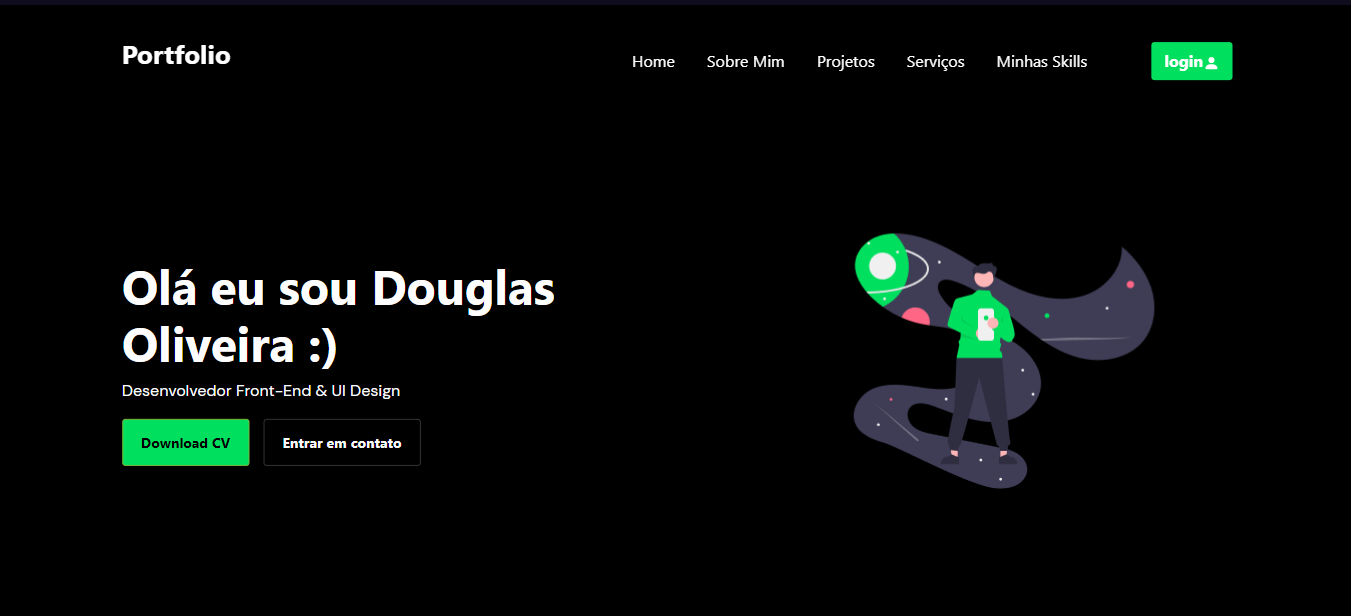 Portfolio
Home Sobre Mim Projetos Serviços Minhas Skills login
Olá eu sou Douglas
Oliveira :)
Desenvolvedor Front-End & UI Design
Download CV Entrar em contato